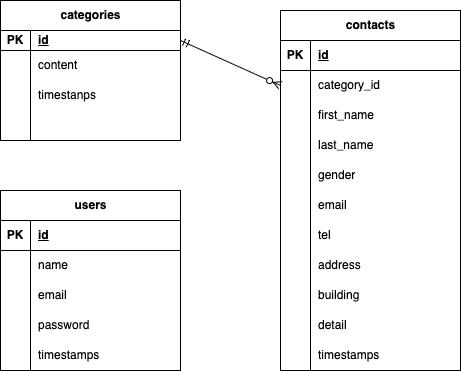 categories
PK id
content
timestanps
contacts
PK id
category_id
first_name
last_name
gender
email
tel
address
building
detail
timestamps
users
PK id
name
email
password
timestamps